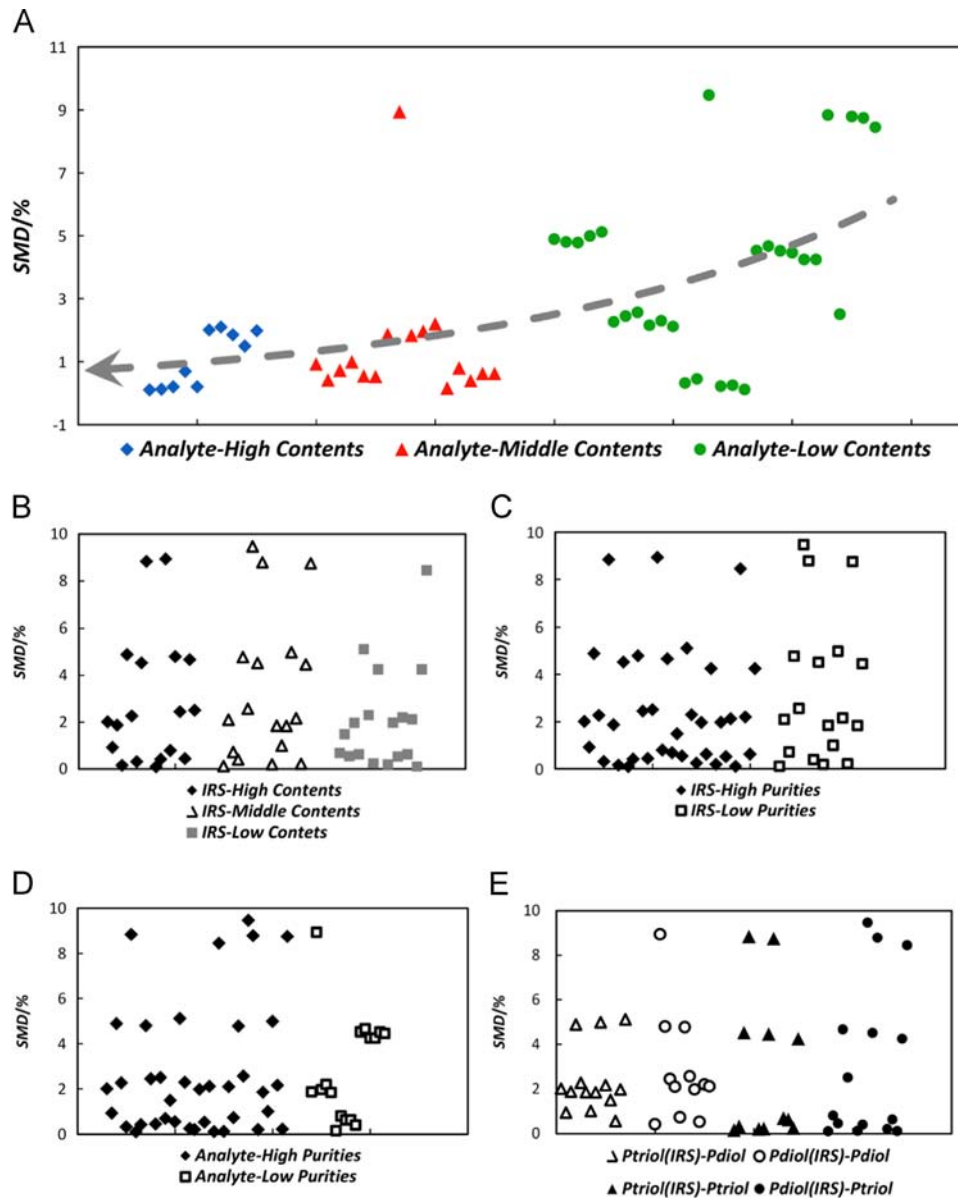 A
11
9
7
5
3
1
-1
SMD/%
Analyte-High Contents Analyte-Middle Contents Analyte-Low Contents
B
10
8
6
4
2
0
SMD/%
IRS-High Contents
IRS-Middle Contents
IRS-Low Contets
C
10
8
6
4
2
0
SMD/%
IRS-High Purities
IRS-Low Purities
D
10
8
6
4
2
0
SMD/%
Analyte-High Purities
Analyte-Low Purities
E
10
8
6
4
2
0
SMD/%
Ptriol(IRS)-Pdiol Pdiol(IRS)-Pdiol
Ptriol(IRS)-Ptriol Pdiol(IRS)-Ptriol